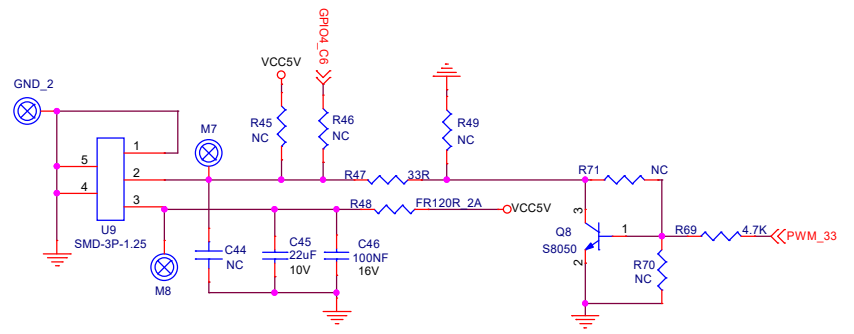 GPIO4_C6
VCC5V
GND_2
R45
NC
R46
NC
R49
NC
M7
1
5
2
4
3
R47
33R
R71
NC
R48
FR120R_2A
VCC5V
U9
SMD-3P-1.25
3
Q8
S8050
1
2
R69
4.7K
PWM_33
C44
NC
C45
22uF
10V
C46
100NF
16V
R70
NC
M8